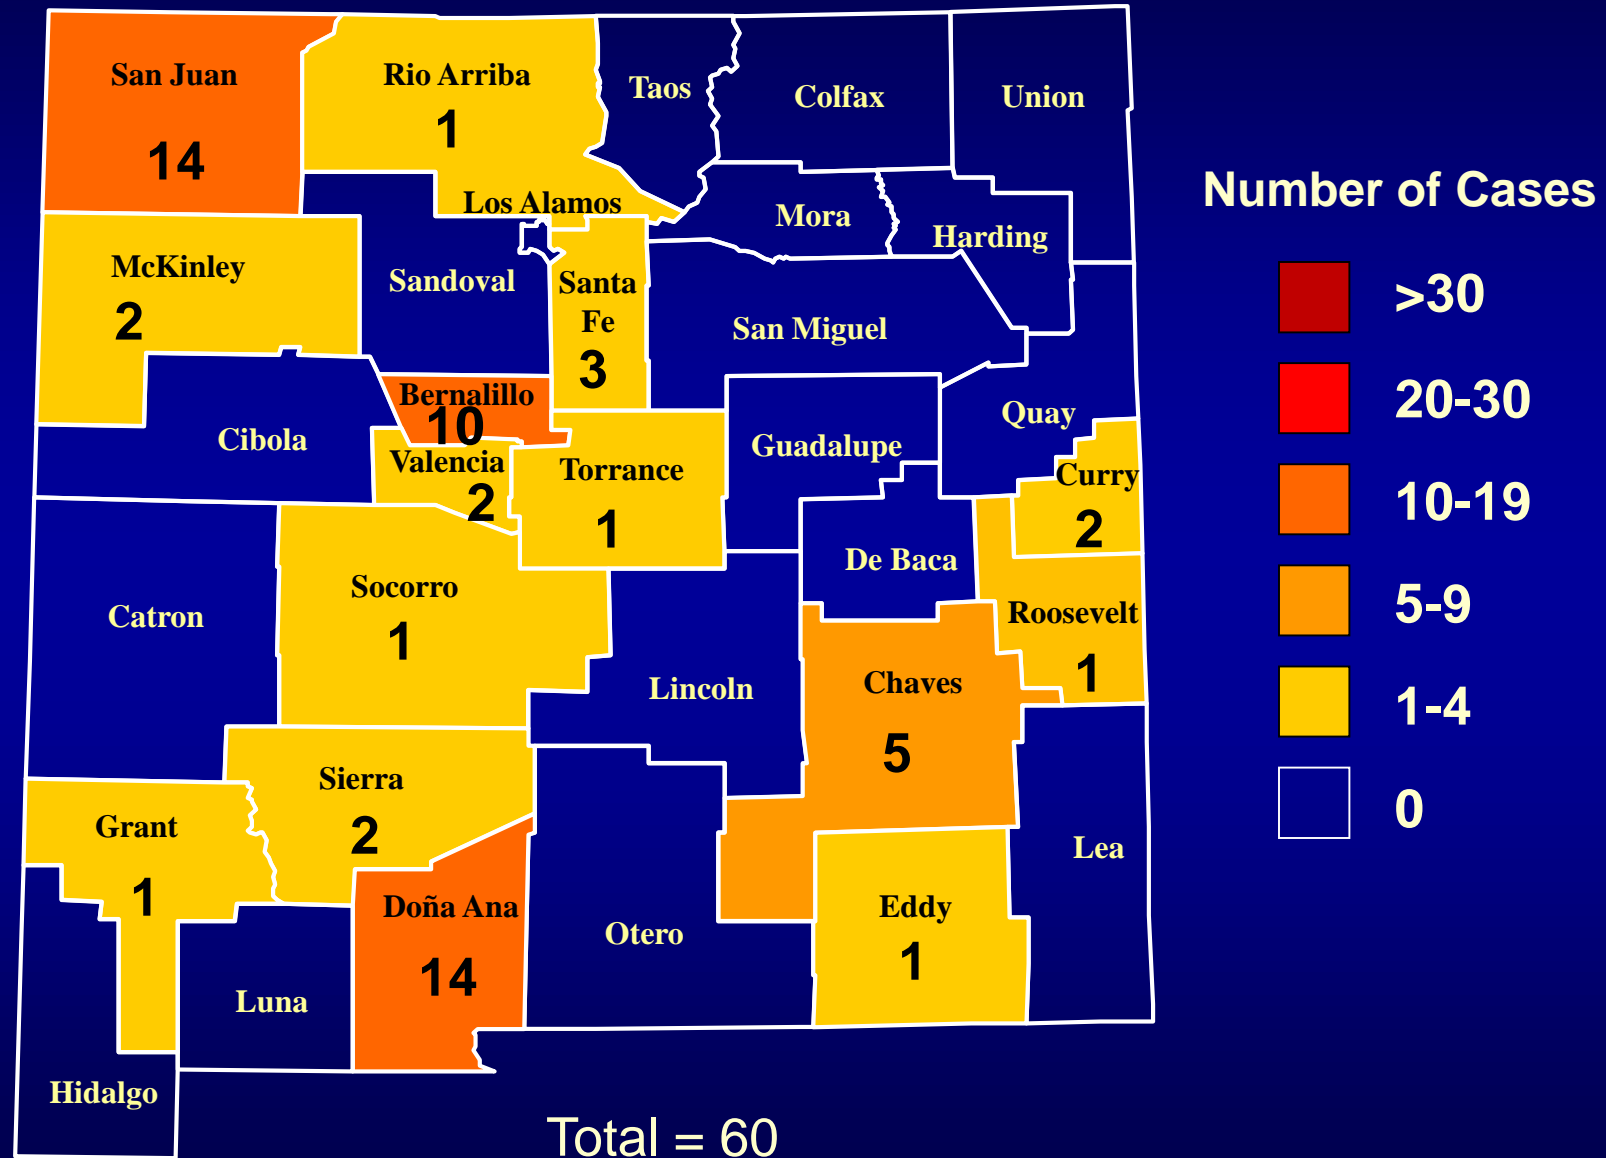 San Juan
14
Rio Arriba
1
Taos
Colfax
Union
Los Alamos
Mora
Harding
McKinley
2
Sandoval
Santa
Fe
3
San Miguel
Bernalillo
10
Cibola
Valencia
2
Torrance
1
Guadalupe
Quay
Curry
2
De Baca
Roosevelt
1
Catron
Socorro
1
Lincoln
Chaves
5
Sierra
2
Grant
1
Doña Ana
14
Otero
Eddy
1
Lea
Luna
Hidalgo
Total = 60
Number of Cases
>30
20-30
10-19
5-9
1-4
0